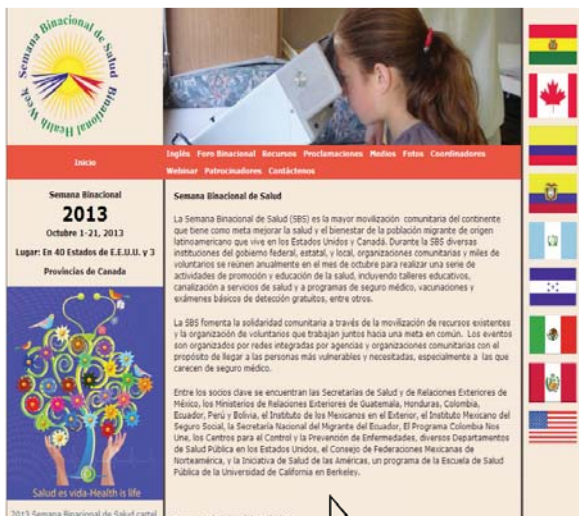 Semana Binacional de Salud
Binational Health Week
Inicio
Inglés Foro Binacional Recursos Proclamaciones Medios Fotos Coordinadores
Webinar Patrocinadores Contáctenos
Semana Binacional
2013
Octubre 1-21, 2013
Lugar: En 40 Estados de E.E.U.U. y 3
Provincias de Canada
Salud es vida-Health is life
2013 Semana Binacional de Salud cartel
Semana Binacional de Salud
La Semana Binacional de Salud (SBS) es la mayor movilización comunitaria del continente
que tiene como meta mejorar la salud y el bienestar de la población migrante de origen
latinoamericano que vive en los Estados Unidos y Canadá. Durante la SBS diversas
instituciones del gobierno federal, estatal, y local, organizaciones comunitarias y miles de
voluntarios se reúnen anualmente en el mes de octubre para realizar una serie de
actividades de promoción y educación de la salud, incluyendo talleres educativos,
canalización a servicios de salud y a programas de seguro médico, vacunaciones y
exámenes básicos de detección gratuitos, entre otros.
La SBS fomenta la solidaridad comunitaria a través de la movilización de recursos existentes
y la organización de voluntarios que trabajan juntos hacia una meta en común. Los eventos
son organizados por redes integradas por agencias y organizaciones comunitarias con el
propósito de llegar a las personas más vulnerables y necesitadas, especialmente a las que
carecen de seguro médico.
Entre los socios clave se encuentran las Secretarías de Salud y de Relaciones Exteriores de
México, los Ministerios de Relaciones Exteriores de Guatemala, Honduras, Colombia,
Ecuador, Perú y Bolivia, el Instituto de los Mexicanos en el Exterior, el Instituto Mexicano del
Seguro Social, la Secretaría Nacional del Migrante del Ecuador, El Programa Colombia Nos
Une, los Centros para el Control y la Prevención de Enfermedades, diversos Departamentos
de Salud Pública en los Estados Unidos, el Consejo de Federaciones Mexicanas de
Norteamérica, y la Iniciativa de Salud de las Américas, un programa de la Escuela de Salud
Pública de la Universidad de California en Berkeley.